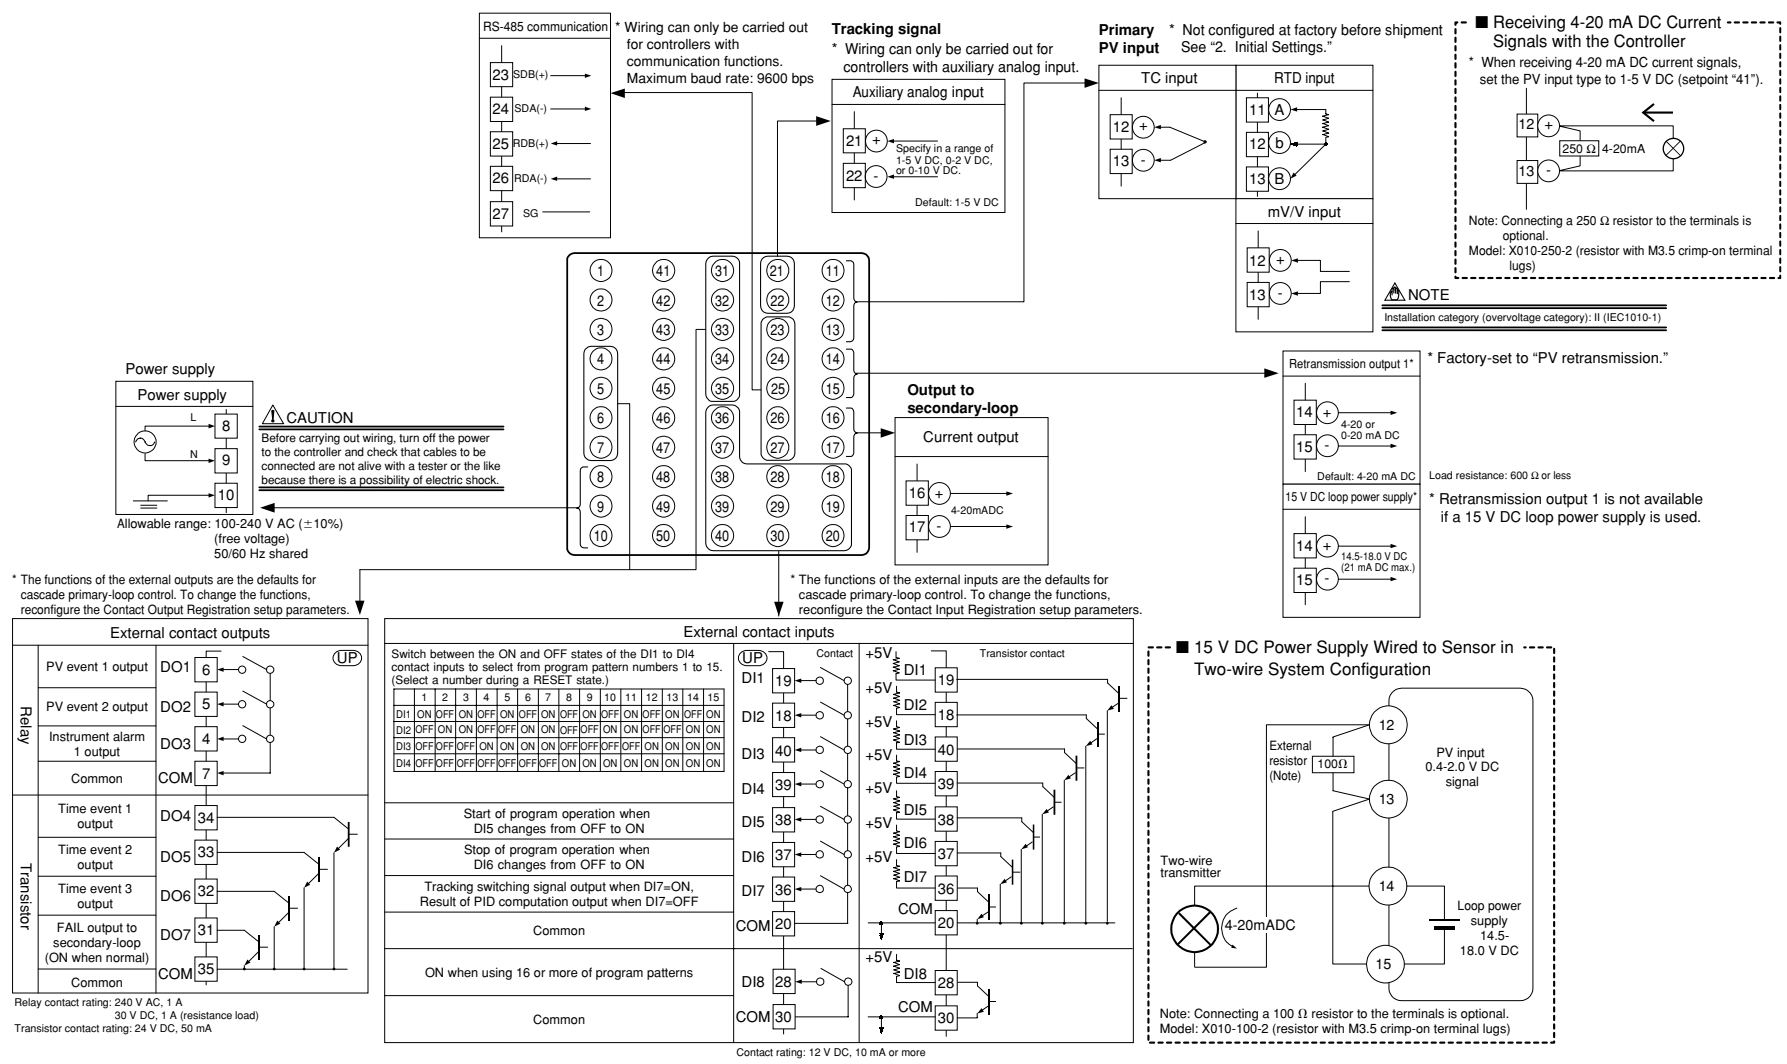 RS-485 communication
23 SDB(+)
24 SDA(-)
25 RDB(+)
26 RDA(-)
27 SG
* Wiring can only be carried out
for controllers with
communication functions.
Maximum baud rate: 9600 bps
Tracking signal
* Wiring can only be carried out for
controllers with auxiliary analog input.
Auxiliary analog input
21 +
22 -
Specify in a range of
1-5 V DC, 0-2 V DC,
or 0-10 V DC.
Default: 1-5 V DC
Primary
PV input
* Not configured at factory before shipment
See “2. Initial Settings.”
TC input
12 +
13 -
RTD input
11 A
12 b
13 B
mV/V input
12 +
13 -
■ Receiving 4-20 mA DC Current
Signals with the Controller
* When receiving 4-20 mA DC current signals,
set the PV input type to 1-5 V DC (setpoint “41”).
12 +
250 Ω 4-20mA
13 -
Note: Connecting a 250 Ω resistor to the terminals is
optional.
Model: X010-250-2 (resistor with M3.5 crimp-on terminal
lugs)
NOTE
Installation category (overvoltage category): II (IEC1010-1)
1 41 31 21 11
2 42 32 22 12
3 43 33 23 13
4 44 34 24 14
5 45 35 25 15
6 46 36 26 16
7 47 37 27 17
8 48 38 28 18
9 49 39 29 19
10 50 40 30 20
Power supply
Power supply
L 8
N 9
10
Allowable range: 100-240 V AC (±10%)
(free voltage)
50/60 Hz shared
CAUTION
Before carrying out wiring, turn off the power
to the controller and check that cables to be
connected are not alive with a tester or the like
because there is a possibility of electric shock.
Output to
secondary-loop
Current output
16 +
4-20mADC
17 -
Retransmission output 1*
14 +
4-20 or
0-20 mA DC
15 -
Default: 4-20 mA DC
* Factory-set to “PV retransmission.”
Load resistance: 600 Ω or less
15 V DC loop power supply*
14 +
14.5-18.0 V DC
(21 mA DC max.)
15 -
* Retransmission output 1 is not available
if a 15 V DC loop power supply is used.
* The functions of the external outputs are the defaults for
cascade primary-loop control. To change the functions,
reconfigure the Contact Output Registration setup parameters.
External contact outputs
UP
Relay
PV event 1 output DO1 6
PV event 2 output DO2 5
Instrument alarm
1 output DO3 4
Common COM 7
Transistor
Time event 1
output DO4 34
Time event 2
output DO5 33
Time event 3
output DO6 32
FAIL output to
secondary-loop
(ON when normal) DO7 31
Common COM 35
Relay contact rating: 240 V AC, 1 A
30 V DC, 1 A (resistance load)
Transistor contact rating: 24 V DC, 50 mA
* The functions of the external inputs are the defaults for
cascade primary-loop control. To change the functions,
reconfigure the Contact Input Registration setup parameters.
External contact inputs
Switch between the ON and OFF states of the DI1 to DI4
contact inputs to select from program pattern numbers 1 to 15.
(Select a number during a RESET state.)
1 2 3 4 5 6 7 8 9 10 11 12 13 14 15
DI1 ON OFF ON OFF ON OFF ON OFF ON OFF ON OFF ON OFF ON
DI2 OFF ON ON OFF OFF ON ON OFF OFF ON ON OFF OFF ON ON
DI3 OFF OFF OFF ON ON ON ON OFF OFF OFF OFF ON ON ON ON
DI4 OFF OFF OFF OFF OFF OFF OFF ON ON ON ON ON ON ON ON
Start of program operation when
DI5 changes from OFF to ON
Stop of program operation when
DI6 changes from OFF to ON
Tracking switching signal output when DI7=ON,
Result of PID computation output when DI7=OFF
Common
ON when using 16 or more of program patterns
Common
UP
Contact
DI1 19
DI2 18
DI3 40
DI4 39
DI5 38
DI6 37
DI7 36
COM 20
DI8 28
COM 30
Transistor contact
+5V DI1 19
+5V DI2 18
+5V DI3 40
+5V DI4 39
+5V DI5 38
+5V DI6 37
+5V DI7 36
COM 20
+5V DI8 28
COM 30
Contact rating: 12 V DC, 10 mA or more
■ 15 V DC Power Supply Wired to Sensor in
Two-wire System Configuration
12
External
resistor
(Note)
100Ω
PV input
0.4-2.0 V DC
signal
13
Two-wire
transmitter
14
4-20mADC
Loop power
supply
14.5-
18.0 V DC
15
Note: Connecting a 100 Ω resistor to the terminals is optional.
Model: X010-100-2 (resistor with M3.5 crimp-on terminal lugs)